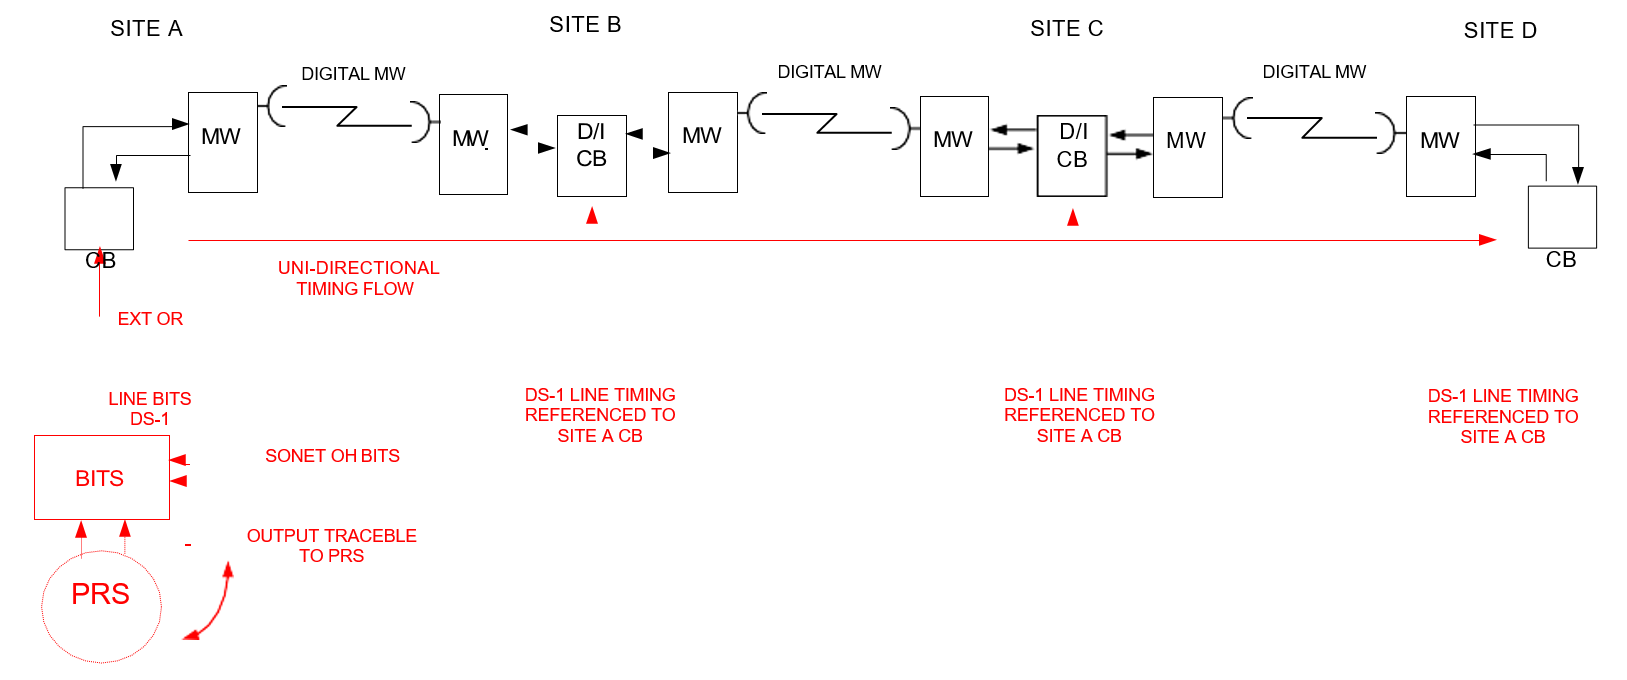 SITE A
SITE B
SITE C
SITE D
DIGITAL MW
DIGITAL MW
DIGITAL MW
MW
MW
D/I
CB
MW
MW
D/I
CB
MW
MW
CB
CB
UNI-DIRECTIONAL
TIMING FLOW
EXT OR
LINE BITS
DS-1
DS-1 LINE TIMING
REFERENCED TO
SITE A CB
DS-1 LINE TIMING
REFERENCED TO
SITE A CB
DS-1 LINE TIMING
REFERENCED TO
SITE A CB
BITS
SONET OH BITS
OUTPUT TRACEBLE
TO PRS
PRS